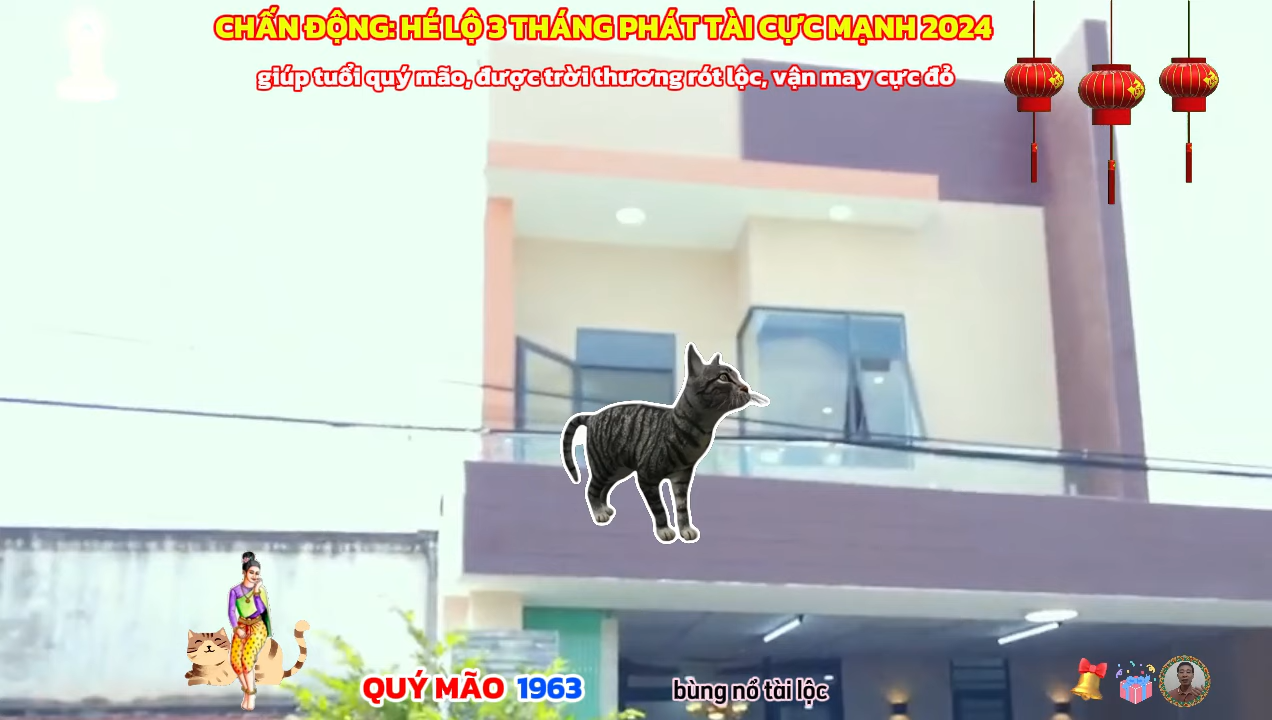 CHẤN ĐỘNG: HÉ LỘ 3 THÁNG PHÁT TÀI CỰC MẠNH 2024
giúp tuổi quý mão, được trời thương rót lộc, vận may cực đỏ
QUÝ MÃO 1963
bùng nổ tài lộc